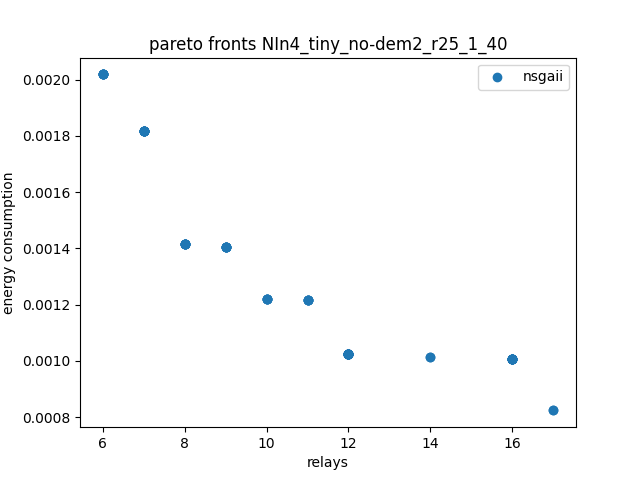 pareto fronts NIn4_tiny_no-dem2_r25_1_40
nsgaii
0.0020
0.0018
0.0016
0.0014
0.0012
0.0010
0.0008
energy consumption
6 8 10 12 14 16
relays